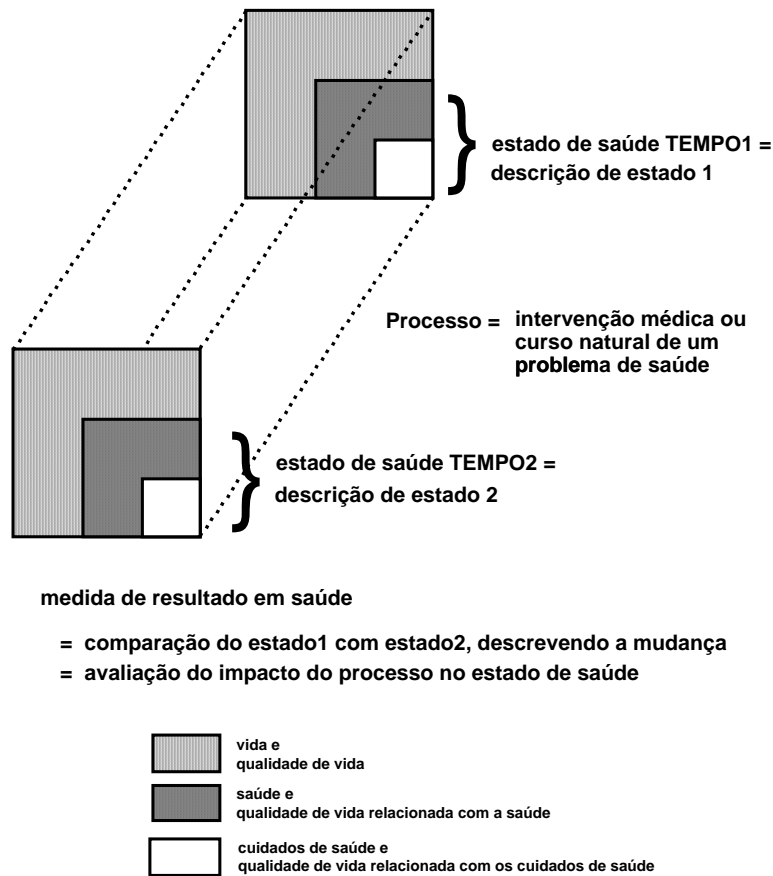 estado de saúde TEMPO1 =
descrição de estado 1
Processo = intervenção médica ou
curso natural de um
problema de saúde
estado de saúde TEMPO2 =
descrição de estado 2
medida de resultado em saúde
= comparação do estado1 com estado2, descrevendo a mudança
= avaliação do impacto do processo no estado de saúde
vida e
qualidade de vida
saúde e
qualidade de vida relacionada com a saúde
cuidados de saúde e
qualidade de vida relacionada com os cuidados de saúde